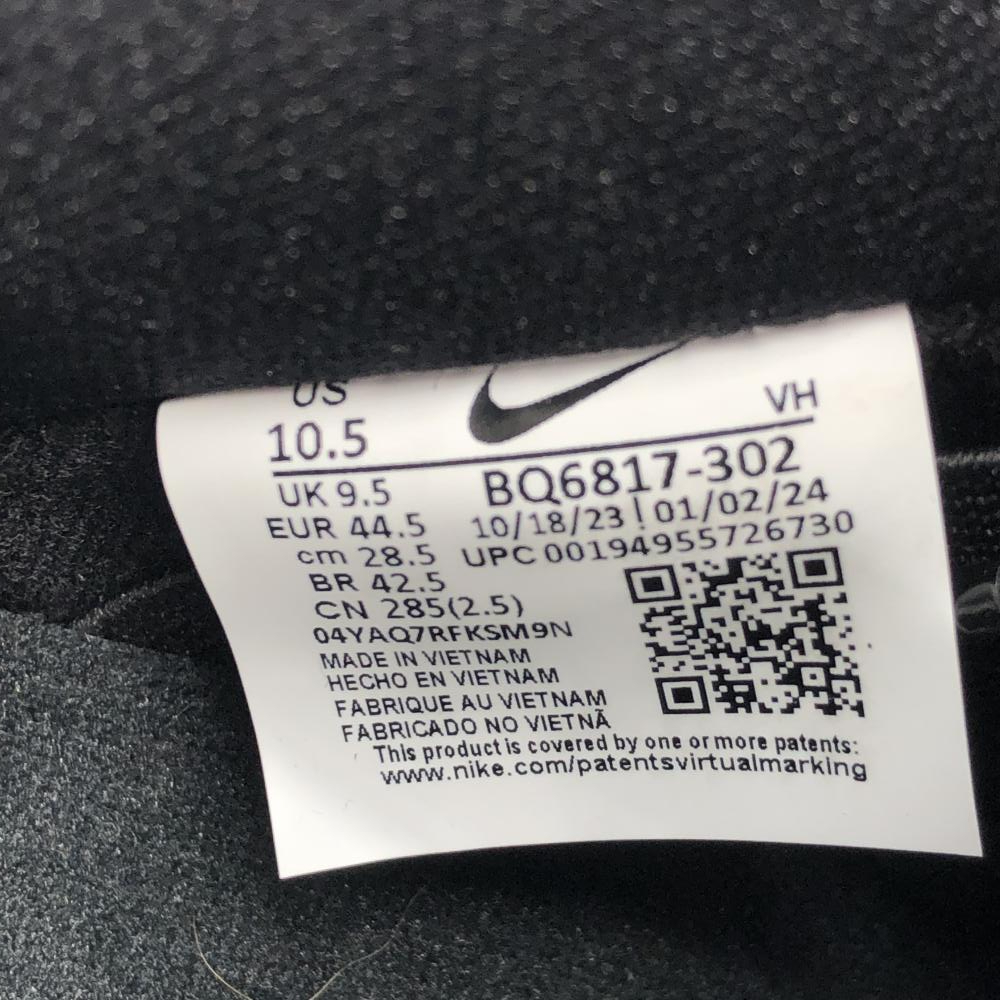 US
10.5
VH
UK 9.5
BQ6817-302
EUR 44.5
10/18/23 | 01/02/24
cm 28.5
UPC 00194955726730
BR 42.5
CN 285(2.5)
04YAQ7RFKSM9N
MADE IN VIETNAM
HECHO EN VIETNAM
FABRIQUE AU VIETNAM
FABRICADO NO VIETNÃ
This product is covered by one or more patents:
www.nike.com/patentsvirtualmarking